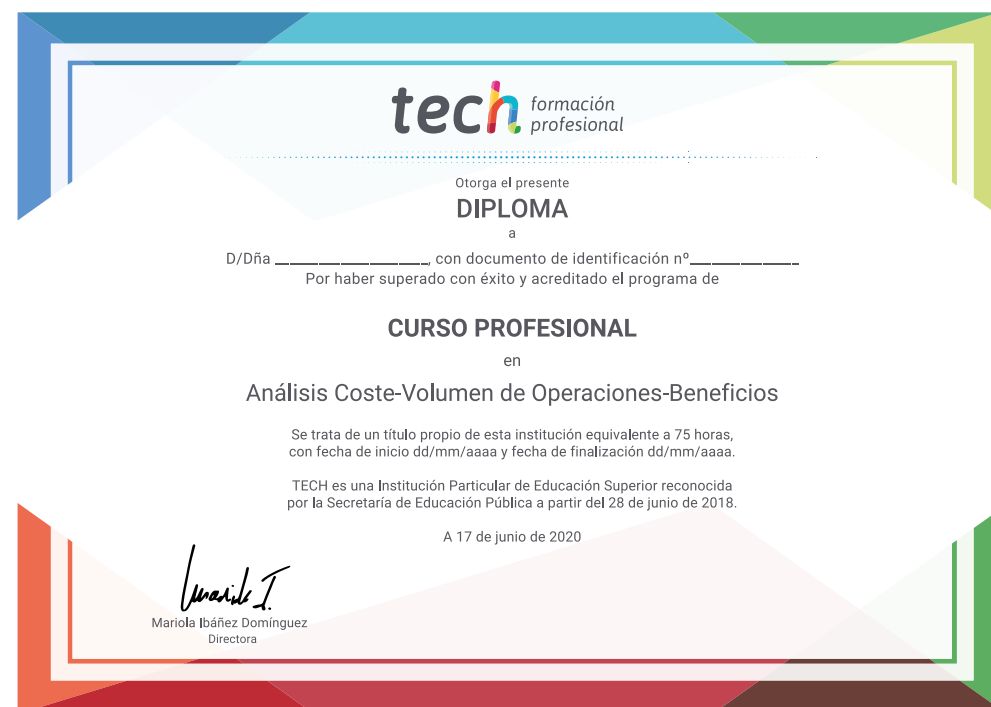 tech formación
profesional
Otorga el presente
DIPLOMA
a
D/Dña ____________________, con documento de identificación nº______________
Por haber superado con éxito y acreditado el programa de
CURSO PROFESIONAL
en
Análisis Coste-Volumen de Operaciones-Beneficios
Se trata de un título propio de esta institución equivalente a 75 horas,
con fecha de inicio dd/mm/aaaa y fecha de finalización dd/mm/aaaa.
TECH es una Institución Particular de Educación Superior reconocida
por la Secretaría de Educación Pública a partir del 28 de junio de 2018.
A 17 de junio de 2020
Mariola I.
Mariola Ibáñez Domínguez
Directora